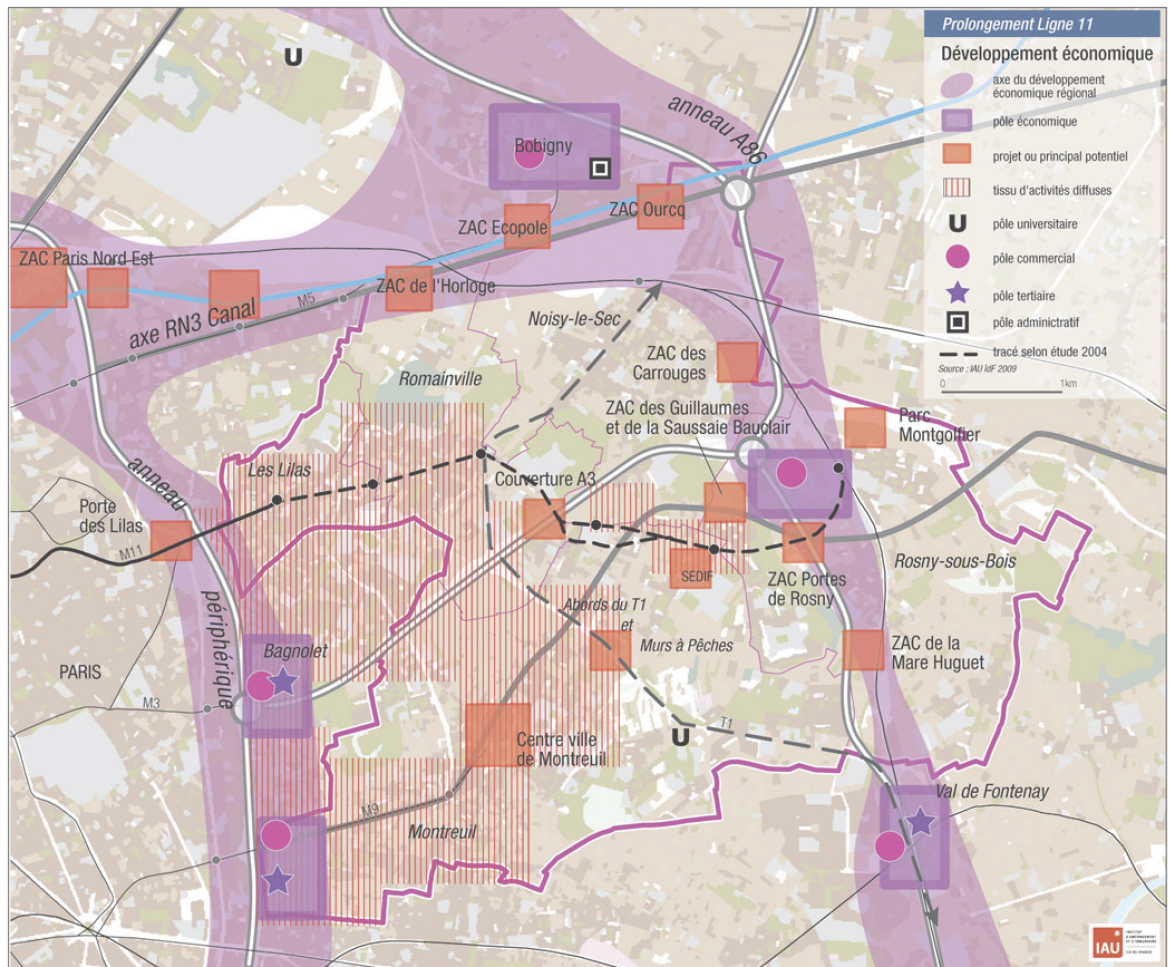 Prolongement Ligne 11
Développement économique
axe du développement
économique régional
pôle économique
projet ou principal potentiel
tissu d'activités diffuses
U
pôle universitaire
pôle commercial
pôle tertiaire
pôle adminictratif
tracé selon étude 2004
Source : IAU îdF 2009
0
1km
U
anneau A86
Bobigny
ZAC Ourcq
ZAC Ecopole
ZAC Paris Nord Est
ZAC de l'Horloge
M5
axe RN3 Canal
Noisy-le-Sec
ZAC des
Carrouges
Romainville
ZAC des Guillaumes
et de la Saussaie Bauclair
Parc
Montgolfier
anneau
Les Lilas
Couverture A3
Porte
des Lilas
M11
Rosny-sous-Bois
SEDIF
ZAC Portes
de Rosny
périphérique
Abords du T1
et
Murs à Pêches
Bagnolet
ZAC de la
Mare Huguet
PARIS
M3
T1
U
Centre ville
de Montreuil
Val de Fontenay
M9
Montreuil
IAU